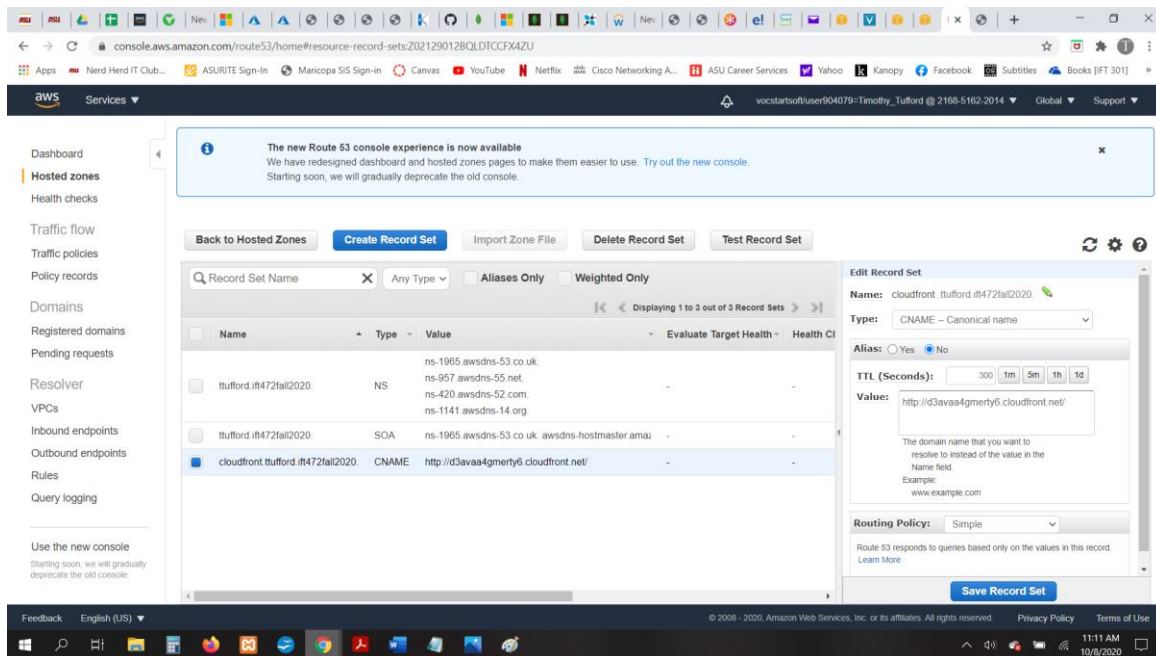 New
New
e!
console.aws.amazon.com/route53/home#resource-record-sets:Z02129012BQLDTCCFX4ZU
Apps Nerd Herd IT Club... ASURITE Sign-In Maricopa SIS Sign-in Canvas YouTube Netflix Cisco Networking A... ASU Career Services Yahoo Kanopy Facebook Subtitles Books [IFT 301] »
aws Services vocstartsoft/user904079=Timothy_Tufford @ 2168-5162-2014 Global Support
Dashboard
Hosted zones
Health checks
Traffic flow
Traffic policies
Policy records
Domains
Registered domains
Pending requests
Resolver
VPCs
Inbound endpoints
Outbound endpoints
Rules
Query logging
Use the new console
Starting soon, we will gradually
deprecate the old console.
The new Route 53 console experience is now available
We have redesigned dashboard and hosted zones pages to make them easier to use. Try out the new console.
Starting soon, we will gradually deprecate the old console.
Back to Hosted Zones Create Record Set Import Zone File Delete Record Set Test Record Set
Record Set Name X Any Type Aliases Only Weighted Only
Displaying 1 to 3 out of 3 Record Sets
Name Type Value Evaluate Target Health Health Cl
ns-1965.awsdns-53.co.uk.
ns-957.awsdns-55.net.
ttufford.ift472fall2020. NS - -
ns-420.awsdns-52.com.
ns-1141.awsdns-14.org.
ttufford.ift472fall2020. SOA ns-1965.awsdns-53.co.uk. awsdns-hostmaster.ama - -
cloudfront.ttufford.ift472fall2020. CNAME http://d3avaa4gmerty6.cloudfront.net/ - -
Edit Record Set
Name: cloudfront .ttufford.ift472fall2020.
Type: CNAME – Canonical name
Alias: Yes No
TTL (Seconds): 300 1m 5m 1h 1d
Value: http://d3avaa4gmerty6.cloudfront.net/
The domain name that you want to
resolve to instead of the value in the
Name field.
Example:
www.example.com
Routing Policy: Simple
Route 53 responds to queries based only on the values in this record.
Learn More
Save Record Set
Feedback English (US) © 2008 - 2020, Amazon Web Services, Inc. or its affiliates. All rights reserved. Privacy Policy Terms of Use
11:11 AM
10/8/2020